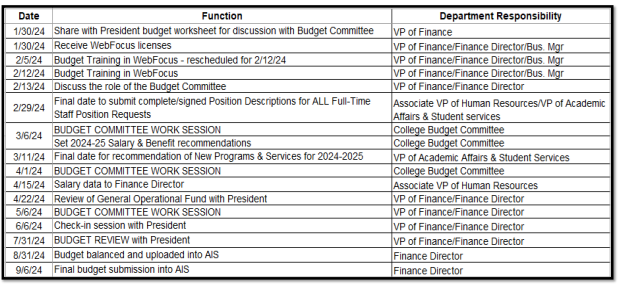 Date Function Department Responsibility
1/30/24 Share with President budget worksheet for discussion with Budget Committee VP of Finance
1/30/24 Receive WebFocus licenses VP of Finance/Finance Director/Bus. Mgr
2/5/24 Budget Training in WebFocus - rescheduled for 2/12/24 VP of Finance/Finance Director/Bus. Mgr
2/12/24 Budget Training in WebFocus VP of Finance/Finance Director/Bus. Mgr
2/13/24 Discuss the role of the Budget Committee VP of Finance/Finance Director
2/29/24 Final date to submit complete/signed Position Descriptions for ALL Full-Time Associate VP of Human Resources/VP of Academic
Staff Position Requests Affairs & Student services
3/6/24 BUDGET COMMITTEE WORK SESSION College Budget Committee
Set 2024-25 Salary & Benefit recommendations College Budget Committee
3/11/24 Final date for recommendation of New Programs & Services for 2024-2025 VP of Academic Affairs & Student Services
4/1/24 BUDGET COMMITTEE WORK SESSION College Budget Committee
4/15/24 Salary data to Finance Director Associate VP of Human Resources
4/22/24 Review of General Operational Fund with President VP of Finance/Finance Director
5/6/24 BUDGET COMMITTEE WORK SESSION VP of Finance/Finance Director
6/6/24 Check-in session with President VP of Finance/Finance Director
7/31/24 BUDGET REVIEW with President VP of Finance/Finance Director
8/31/24 Budget balanced and uploaded into AIS Finance Director
9/6/24 Final budget submission into AIS Finance Director